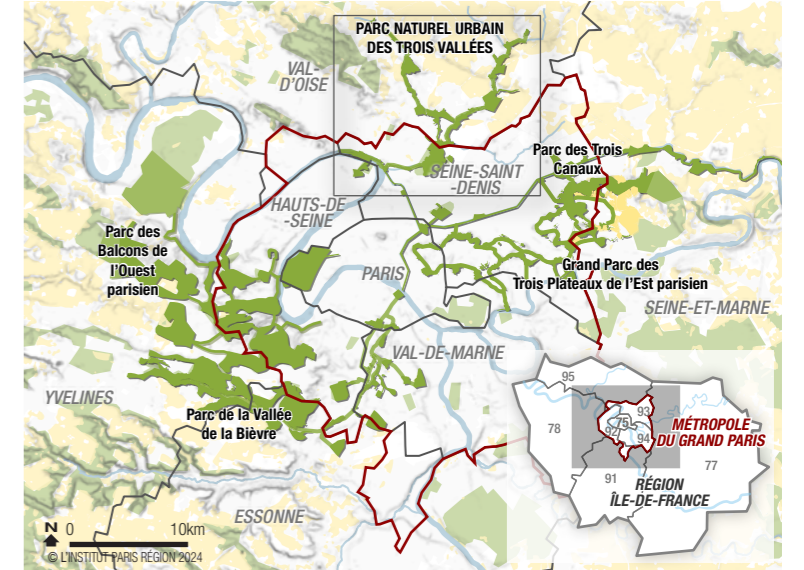 PARC NATUREL URBAIN
DES TROIS VALLÉES
VAL-
D'OISE
Parc des Trois
Canaux
SEINE-SAINT
-DENIS
HAUTS-DE
-SEINE
Parc des
Balcons de
l'Ouest
parisien
PARIS
Grand Parc des
Trois Plateaux de l'Est parisien
SEINE-ET-MARNE
VAL-DE-MARNE
YVELINES
Parc de la Vallée
de la Bièvre
95
93
75
92
94
78
77
91
MÉTROPOLE
DU GRAND PARIS
RÉGION
ÎLE-DE-FRANCE
ESSONNE
N 0 10km
© L'INSTITUT PARIS RÉGION 2024